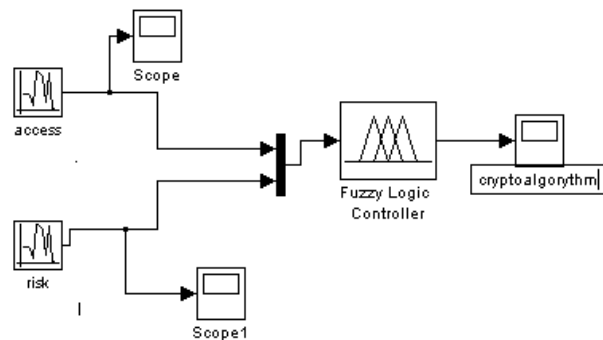 Scope
access
Fuzzy Logic
Controller
cryptoalgorythm
risk
Scope1